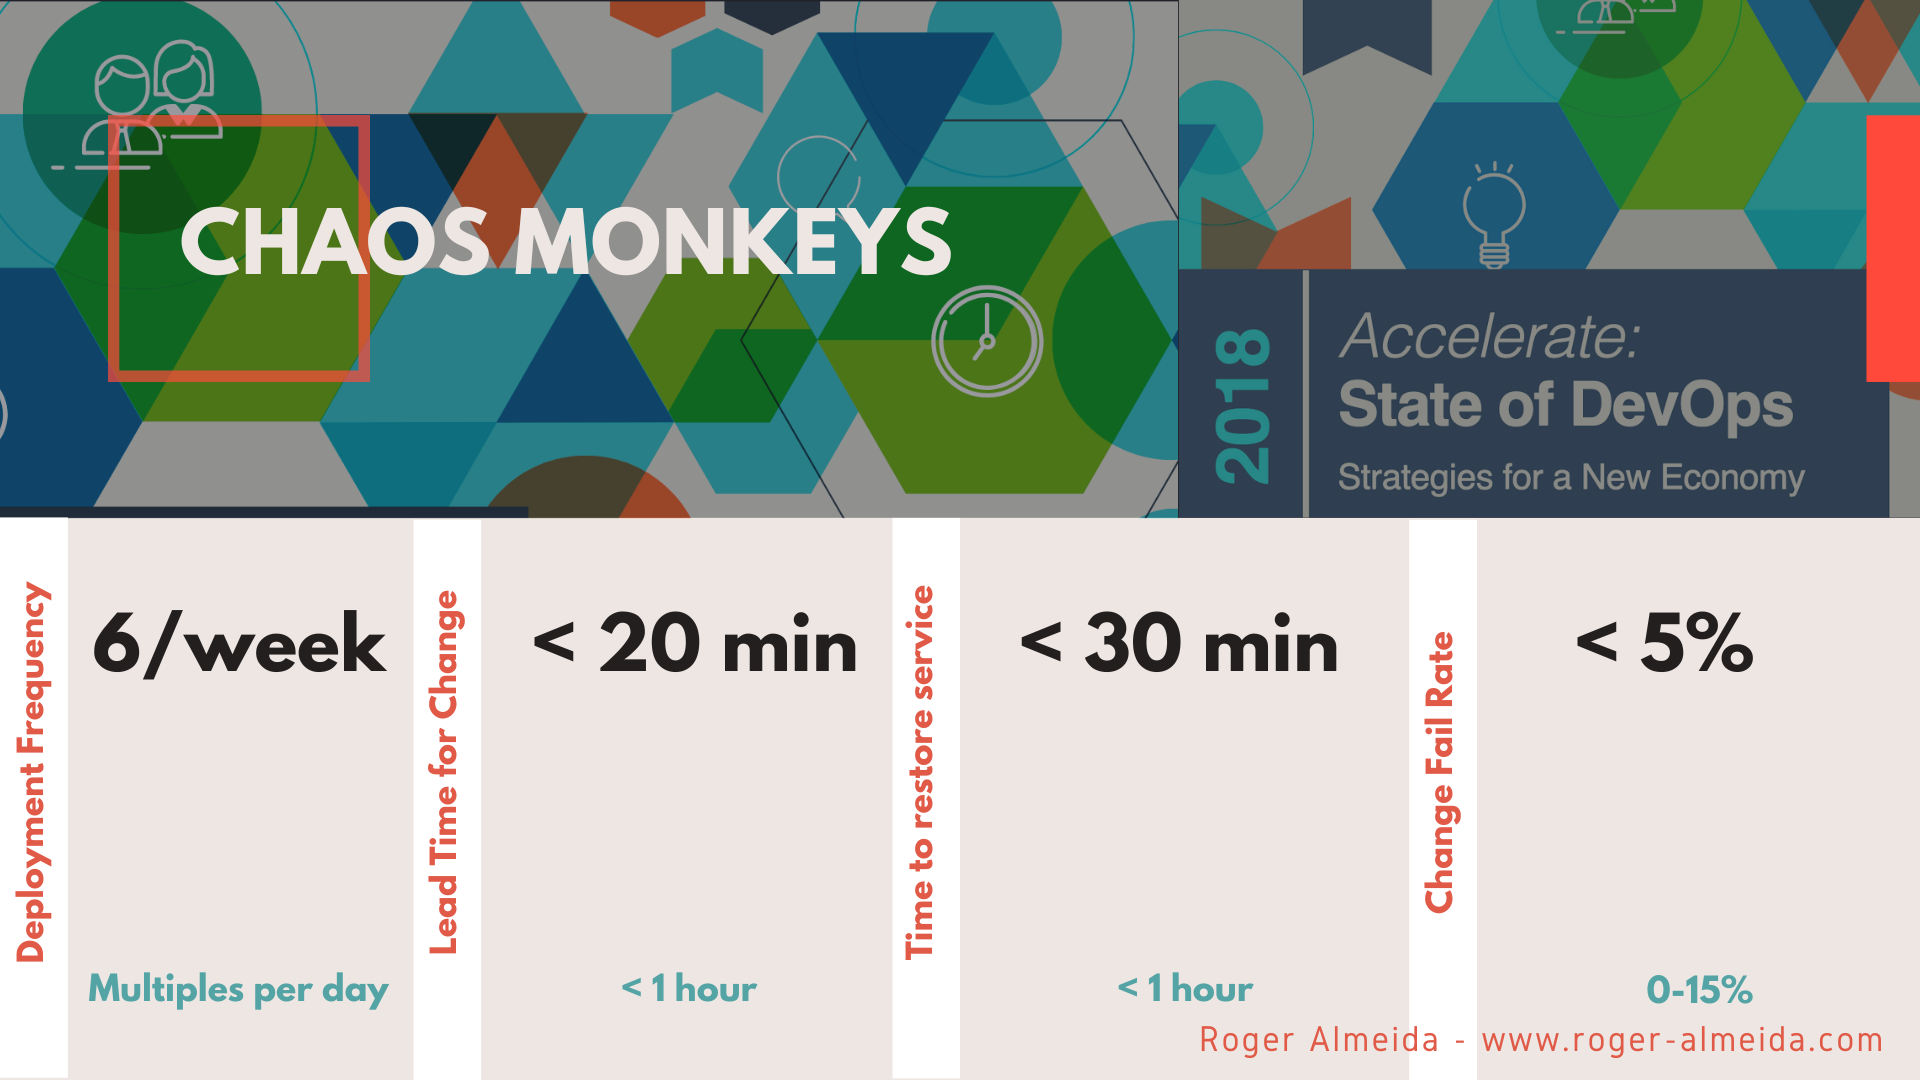 CHAOS MONKEYS
2018
Accelerate:
State of DevOps
Strategies for a New Economy
Deployment Frequency
6/week
Multiples per day
Lead Time for Change
< 20 min
< 1 hour
Time to restore service
< 30 min
< 1 hour
Change Fail Rate
< 5%
0-15%
Roger Almeida - www.roger-almeida.com